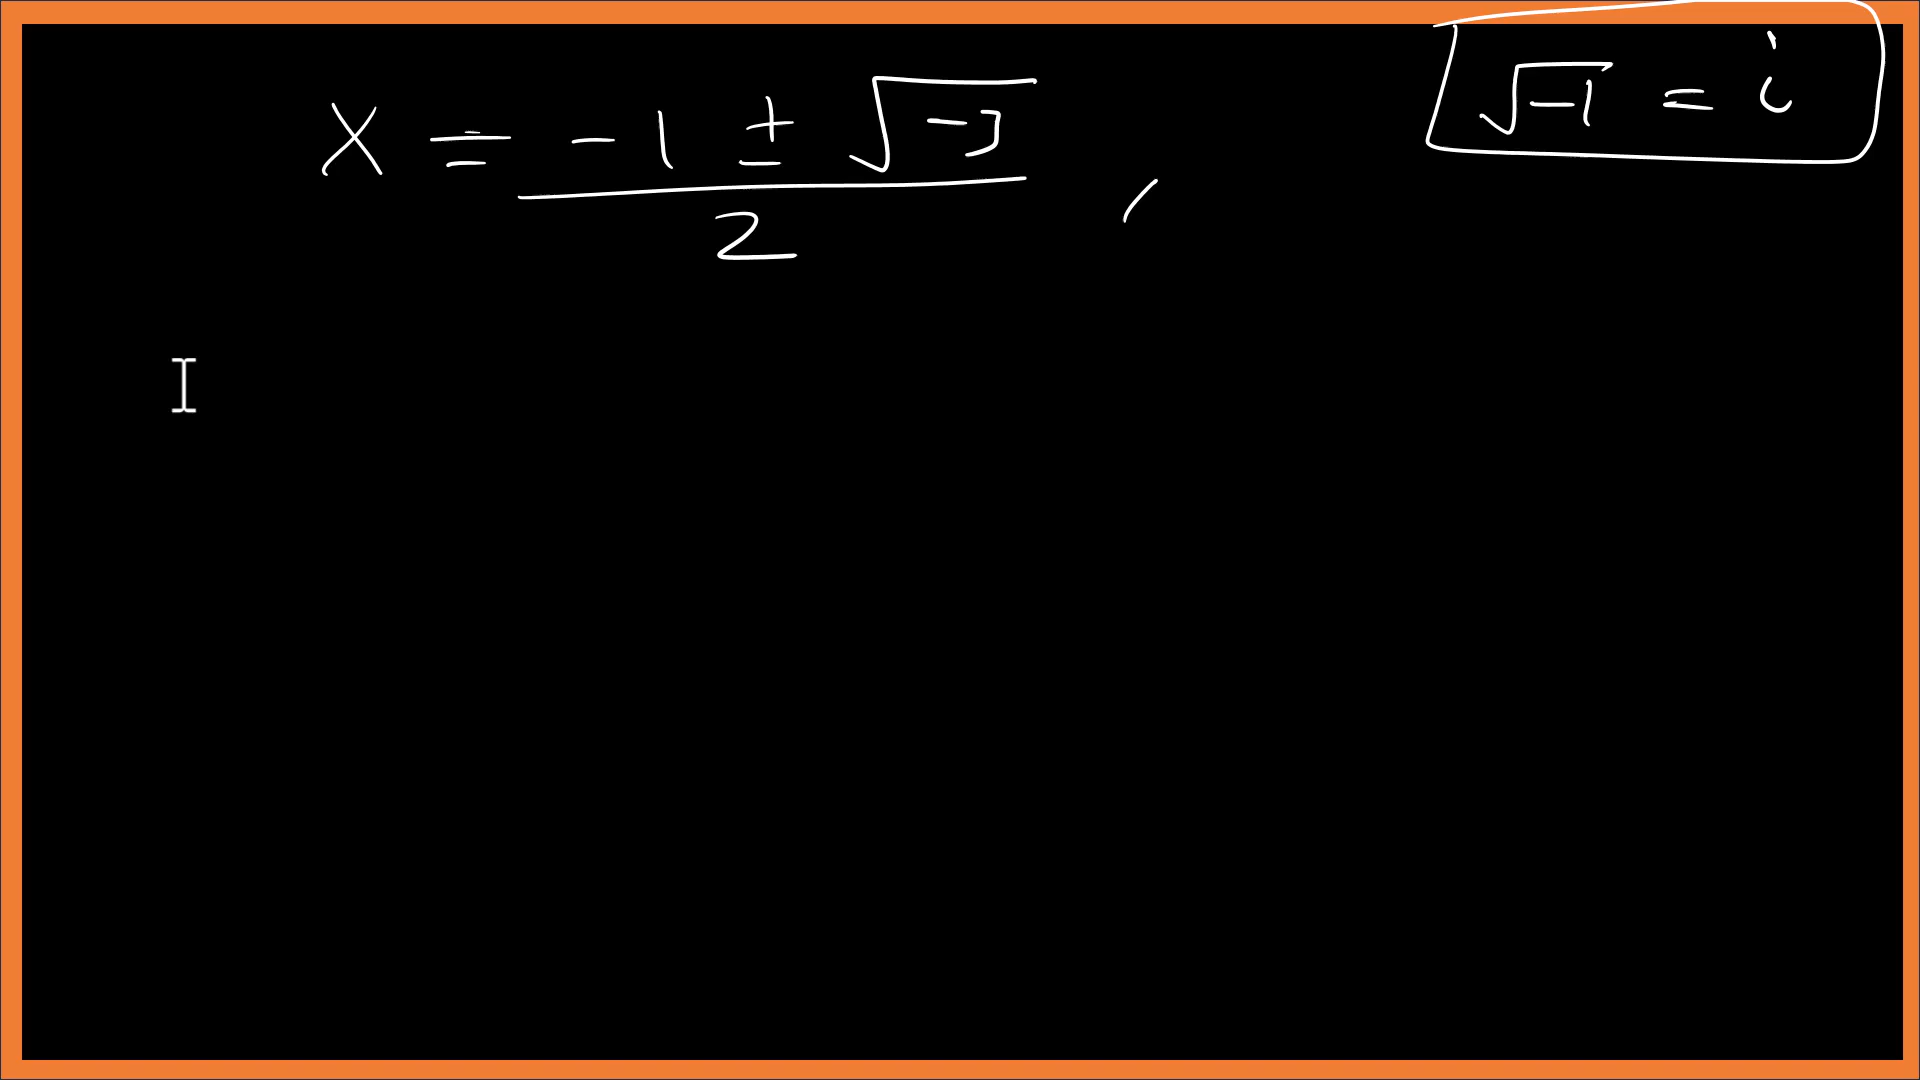 x = (-1 ± √-3) / 2 ,
√-1 = i